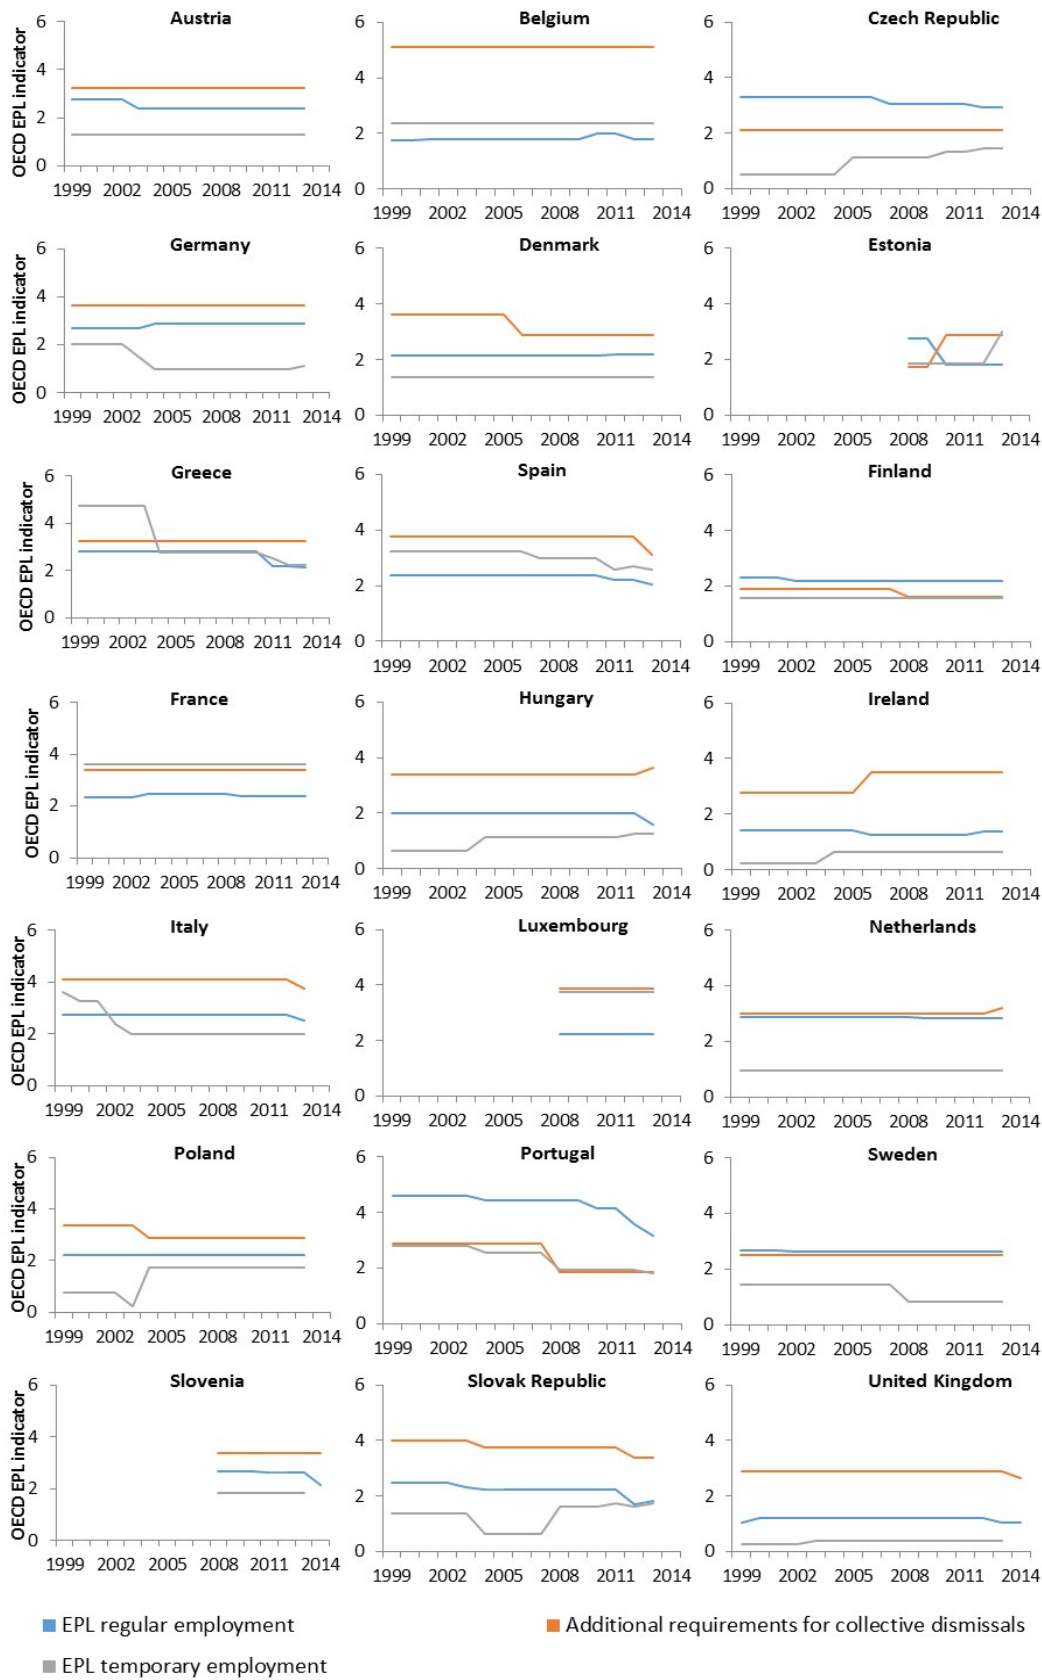 Austria Belgium Czech Republic
OECD EPL indicator
6 6 6
4 4 4
2 2 2
0 0 0
1999 2002 2005 2008 2011 2014 1999 2002 2005 2008 2011 2014 1999 2002 2005 2008 2011 2014
Germany Denmark Estonia
OECD EPL indicator
6 6 6
4 4 4
2 2 2
0 0 0
1999 2002 2005 2008 2011 2014 1999 2002 2005 2008 2011 2014 1999 2002 2005 2008 2011 2014
Greece Spain Finland
OECD EPL indicator
6 6 6
4 4 4
2 2 2
0 0 0
1999 2002 2005 2008 2011 2014 1999 2002 2005 2008 2011 2014 1999 2002 2005 2008 2011 2014
France Hungary Ireland
OECD EPL indicator
6 6 6
4 4 4
2 2 2
0 0 0
1999 2002 2005 2008 2011 2014 1999 2002 2005 2008 2011 2014 1999 2002 2005 2008 2011 2014
Italy Luxembourg Netherlands
OECD EPL indicator
6 6 6
4 4 4
2 2 2
0 0 0
1999 2002 2005 2008 2011 2014 1999 2002 2005 2008 2011 2014 1999 2002 2005 2008 2011 2014
Poland Portugal Sweden
OECD EPL indicator
6 6 6
4 4 4
2 2 2
0 0 0
1999 2002 2005 2008 2011 2014 1999 2002 2005 2008 2011 2014 1999 2002 2005 2008 2011 2014
Slovenia Slovak Republic United Kingdom
OECD EPL indicator
6 6 6
4 4 4
2 2 2
0 0 0
1999 2002 2005 2008 2011 2014 1999 2002 2005 2008 2011 2014 1999 2002 2005 2008 2011 2014
EPL regular employment Additional requirements for collective dismissals
EPL temporary employment